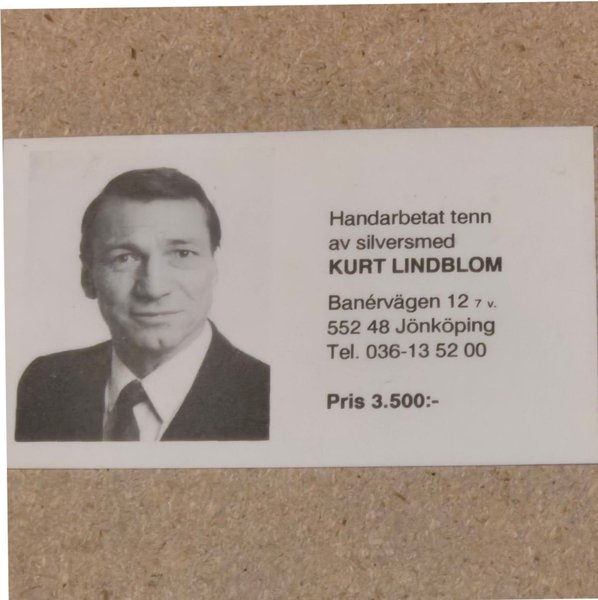 Handarbetat tenn
av silversmed
KURT LINDBLOM
Banérvägen 12 7 v.
552 48 Jönköping
Tel. 036-13 52 00
Pris 3.500:-